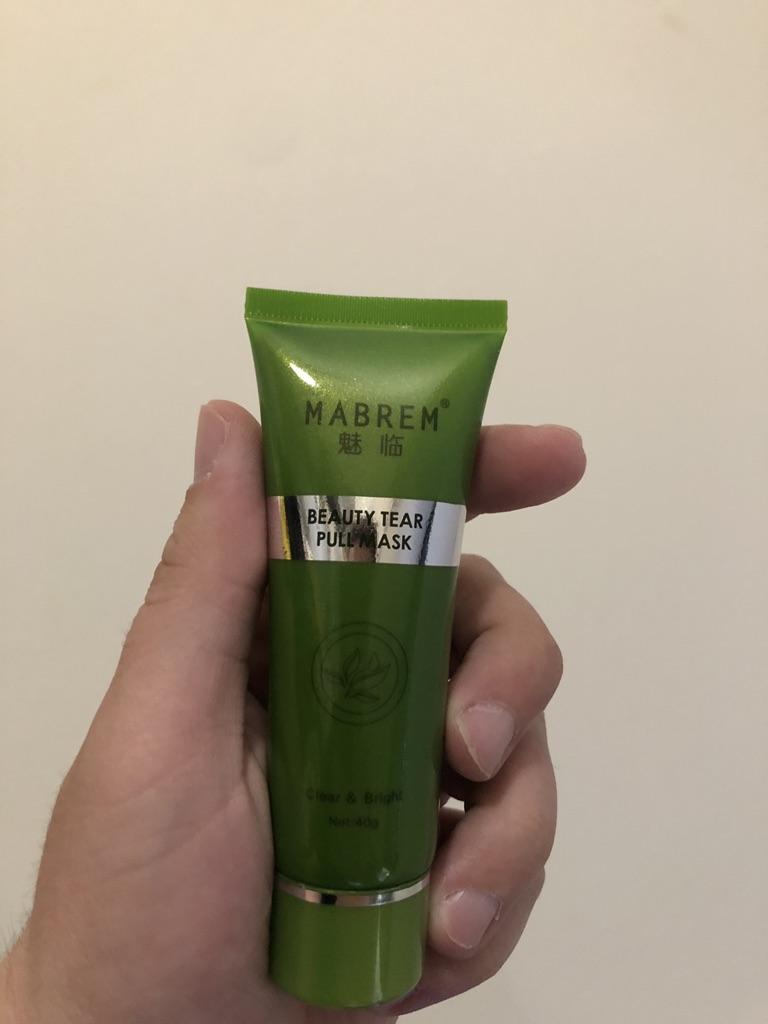 MABREM®
魅临
BEAUTY TEAR
PULL MASK
Clear & Bright
Net:40g